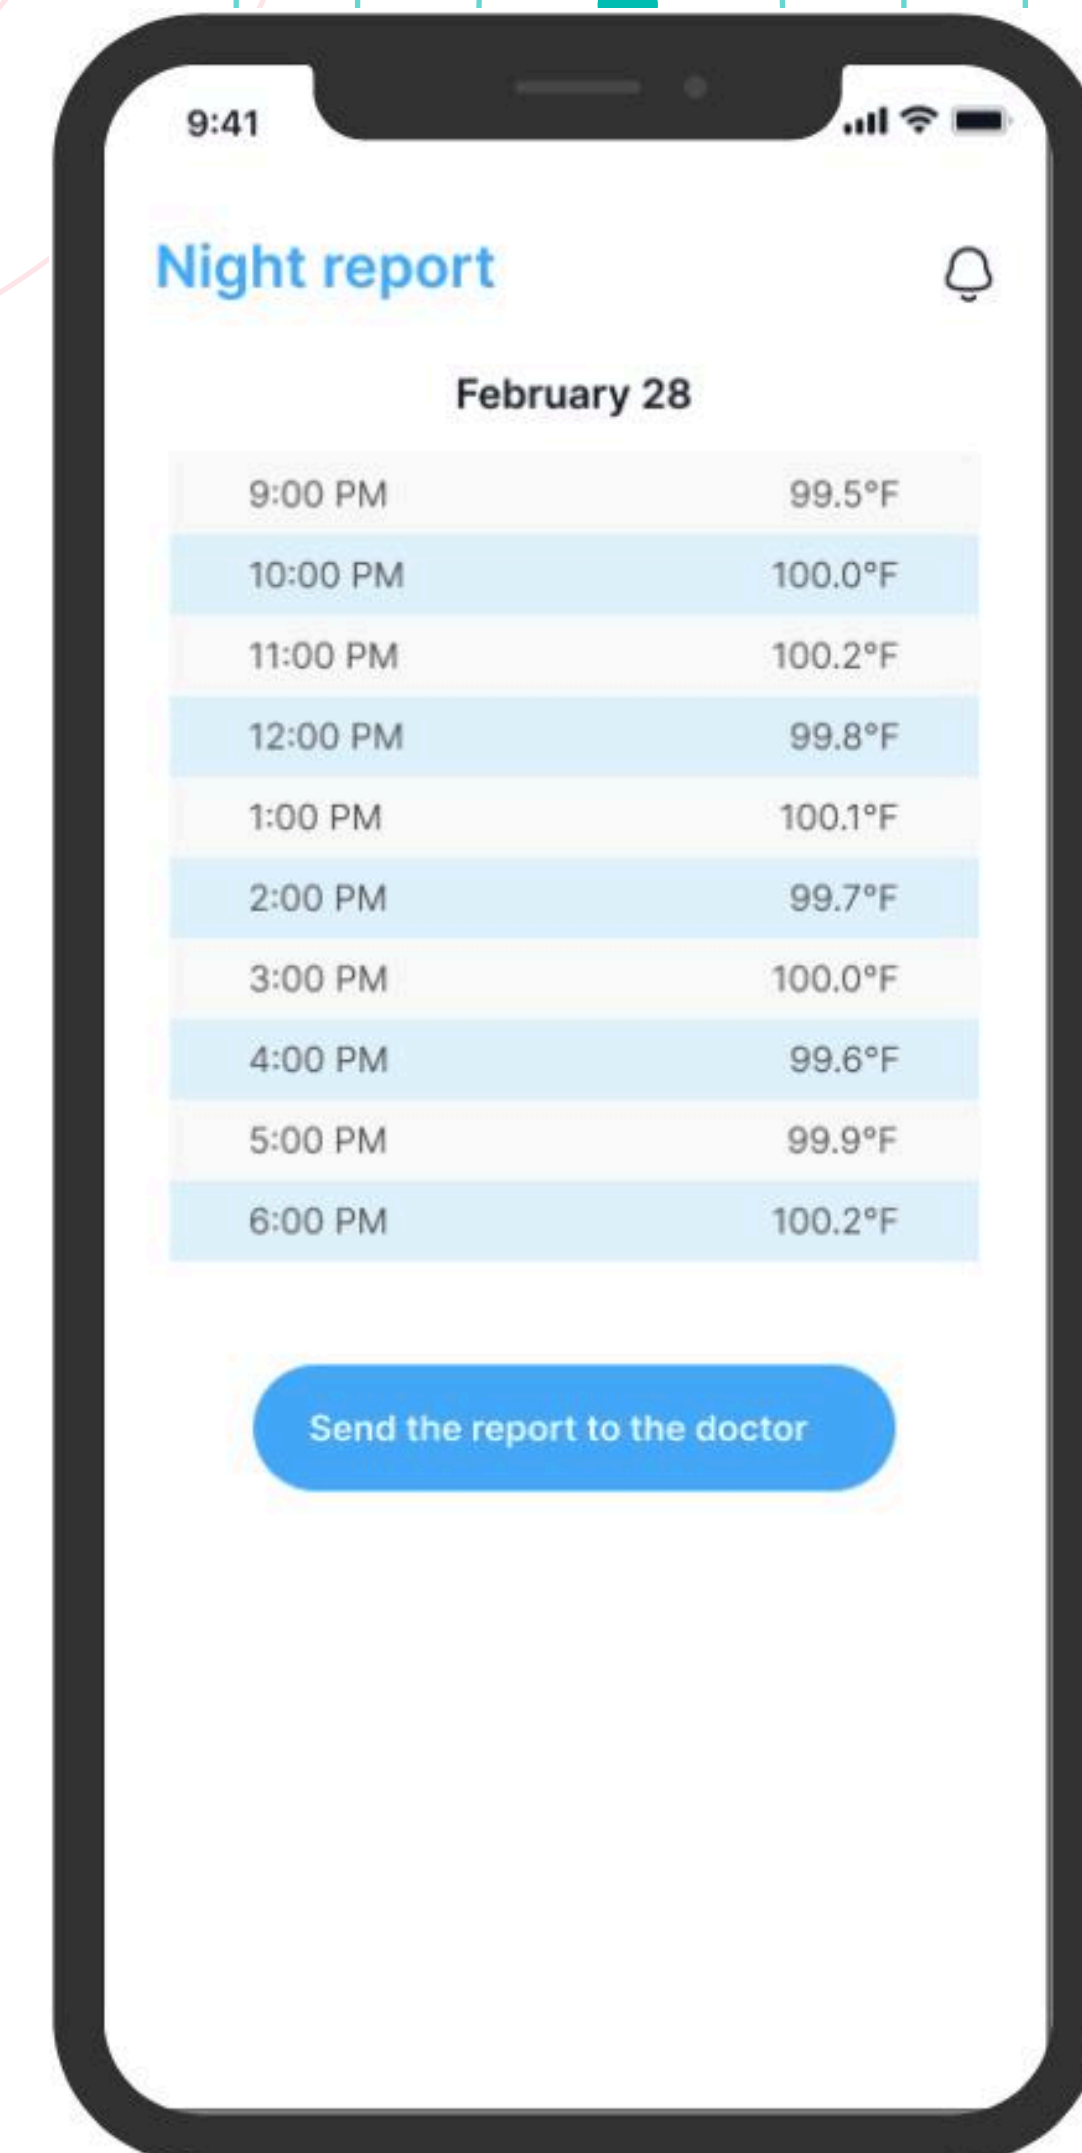 9:41
Night report
February 28
9:00 PM 99.5°F
10:00 PM 100.0°F
11:00 PM 100.2°F
12:00 PM 99.8°F
1:00 PM 100.1°F
2:00 PM 99.7°F
3:00 PM 100.0°F
4:00 PM 99.6°F
5:00 PM 99.9°F
6:00 PM 100.2°F
Send the report to the doctor